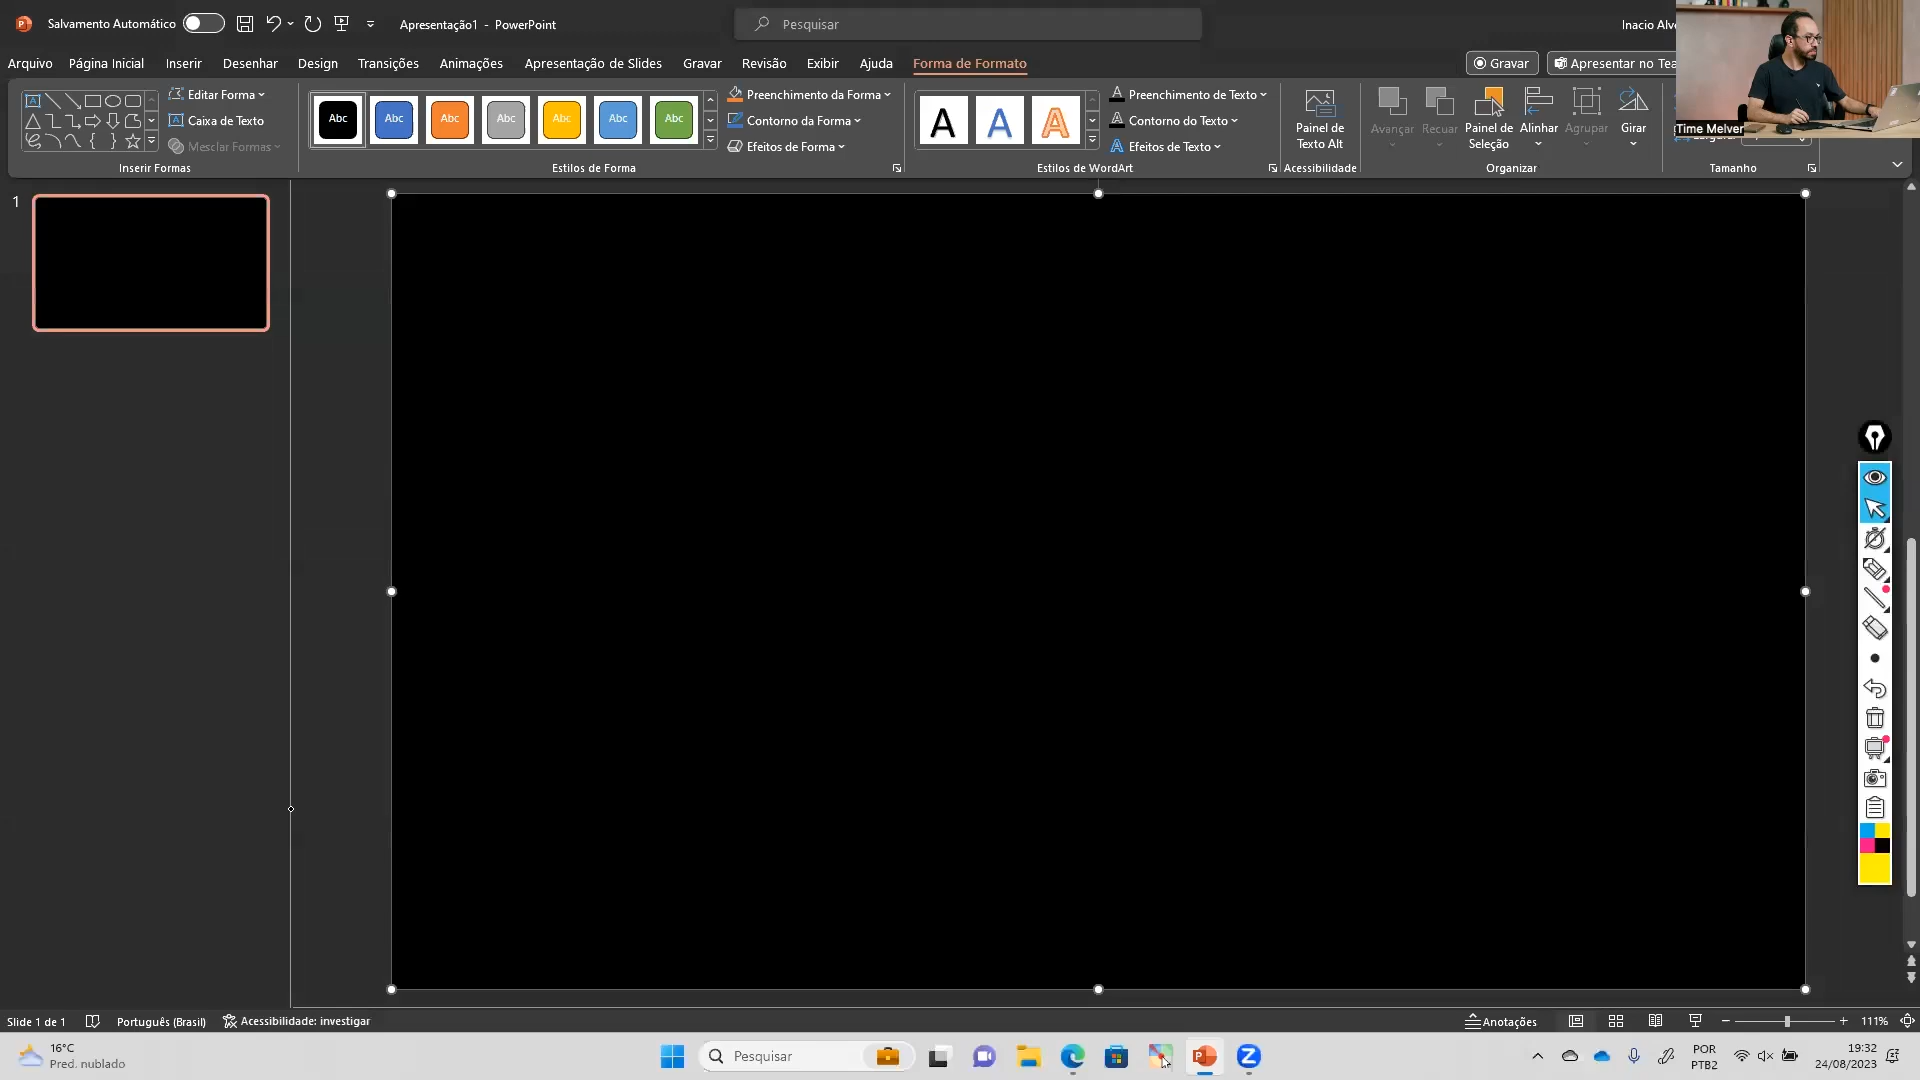 Salvamento Automático
Apresentação1 - PowerPoint
Pesquisar
Inacio Alv
Arquivo
Página Inicial
Inserir
Desenhar
Design
Transições
Animações
Apresentação de Slides
Gravar
Revisão
Exibir
Ajuda
Forma de Formato
Gravar
Apresentar no Tea
Editar Forma
Caixa de Texto
Mesclar Formas
Inserir Formas
Abc
Abc
Abc
Abc
Abc
Abc
Abc
Preenchimento da Forma
Contorno da Forma
Efeitos de Forma
Estilos de Forma
A
A
A
Preenchimento de Texto
Contorno do Texto
Efeitos de Texto
Estilos de WordArt
Painel de
Texto Alt
Acessibilidade
Avançar
Recuar
Painel de
Seleção
Alinhar
Agrupar
Girar
Organizar
Time Melver
Tamanho
1
Slide 1 de 1
Português (Brasil)
Acessibilidade: investigar
Anotações
111%
16°C
Pred. nublado
Pesquisar
POR
PTB2
19:32
24/08/2023